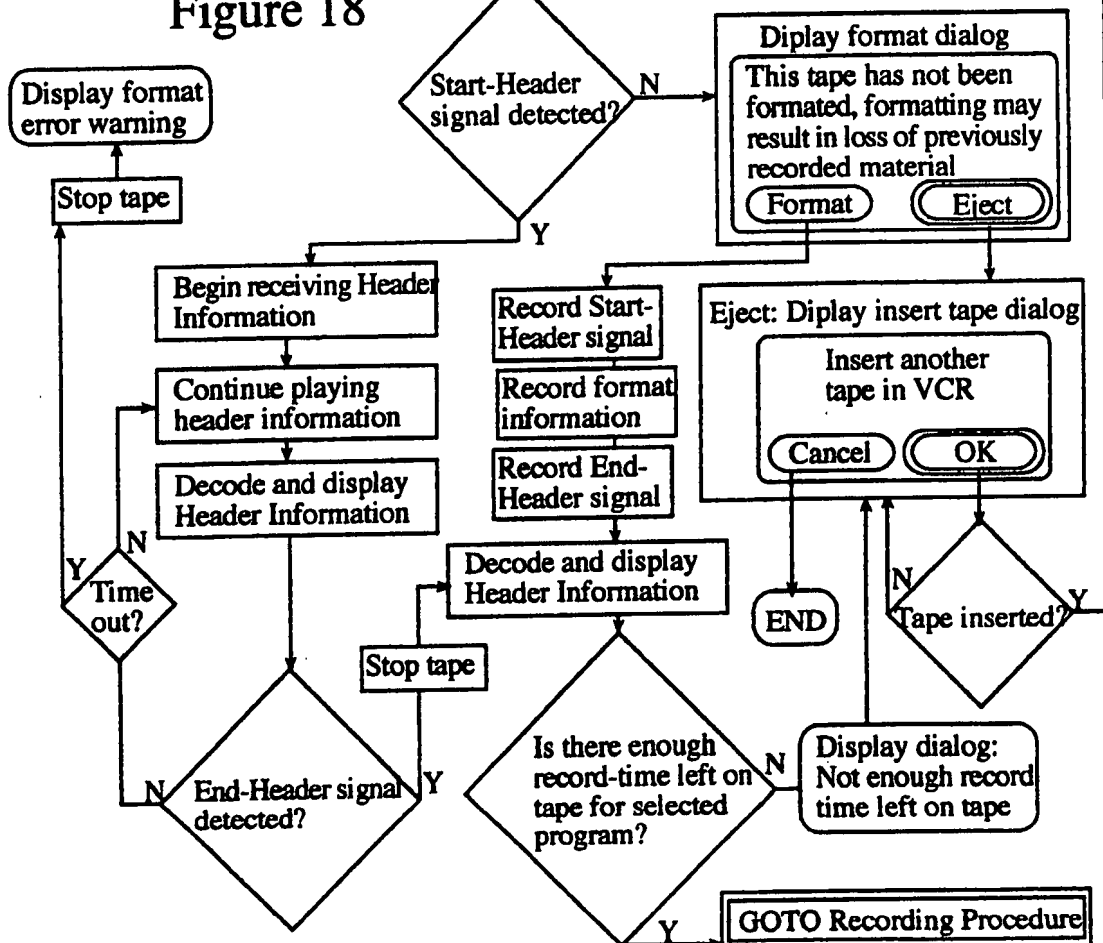 Figure 18
Start-Header
signal detected?
N
Y
Diplay format dialog
This tape has not been
formated, formatting may
result in loss of previously
recorded material
Format
Eject
Display format
error warning
Stop tape
Begin receiving Header
Information
Continue playing
header information
Decode and display
Header Information
Record Start-
Header signal
Record format
information
Record End-
Header signal
Eject: Diplay insert tape dialog
Insert another
tape in VCR
Cancel
OK
Y
N
Time
out?
Decode and display
Header Information
END
N
Tape inserted?
Y
Stop tape
N
End-Header signal
detected?
Y
Is there enough
record-time left on
tape for selected
program?
N
Display dialog:
Not enough record
time left on tape
Y
GOTO Recording Procedure